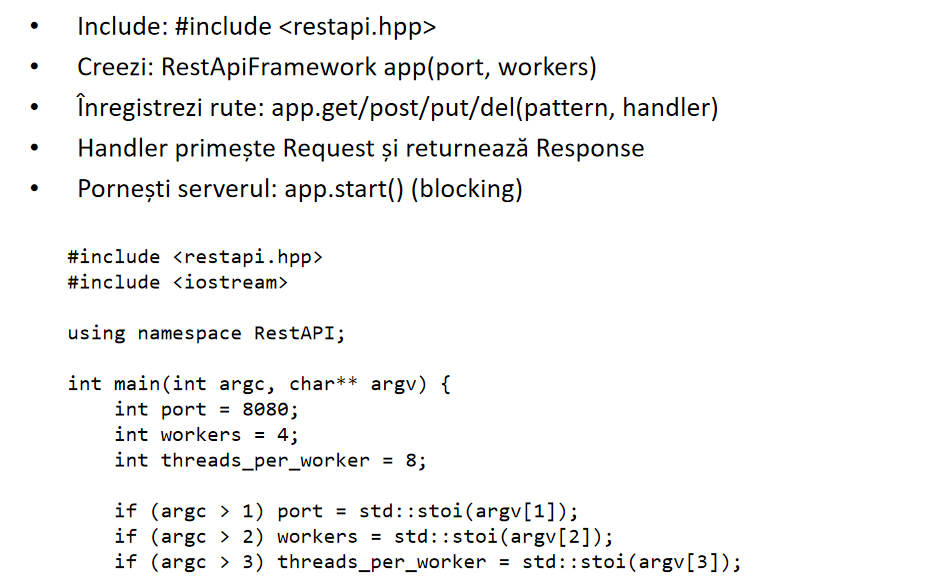 • Include: #include <restapi.hpp>
• Creezi: RestApiFramework app(port, workers)
• Înregistrezi rute: app.get/post/put/del(pattern, handler)
• Handler primește Request și returnează Response
• Pornești serverul: app.start() (blocking)
#include <restapi.hpp>
#include <iostream>
using namespace RestAPI;
int main(int argc, char** argv) {
    int port = 8080;
    int workers = 4;
    int threads_per_worker = 8;
    if (argc > 1) port = std::stoi(argv[1]);
    if (argc > 2) workers = std::stoi(argv[2]);
    if (argc > 3) threads_per_worker = std::stoi(argv[3]);